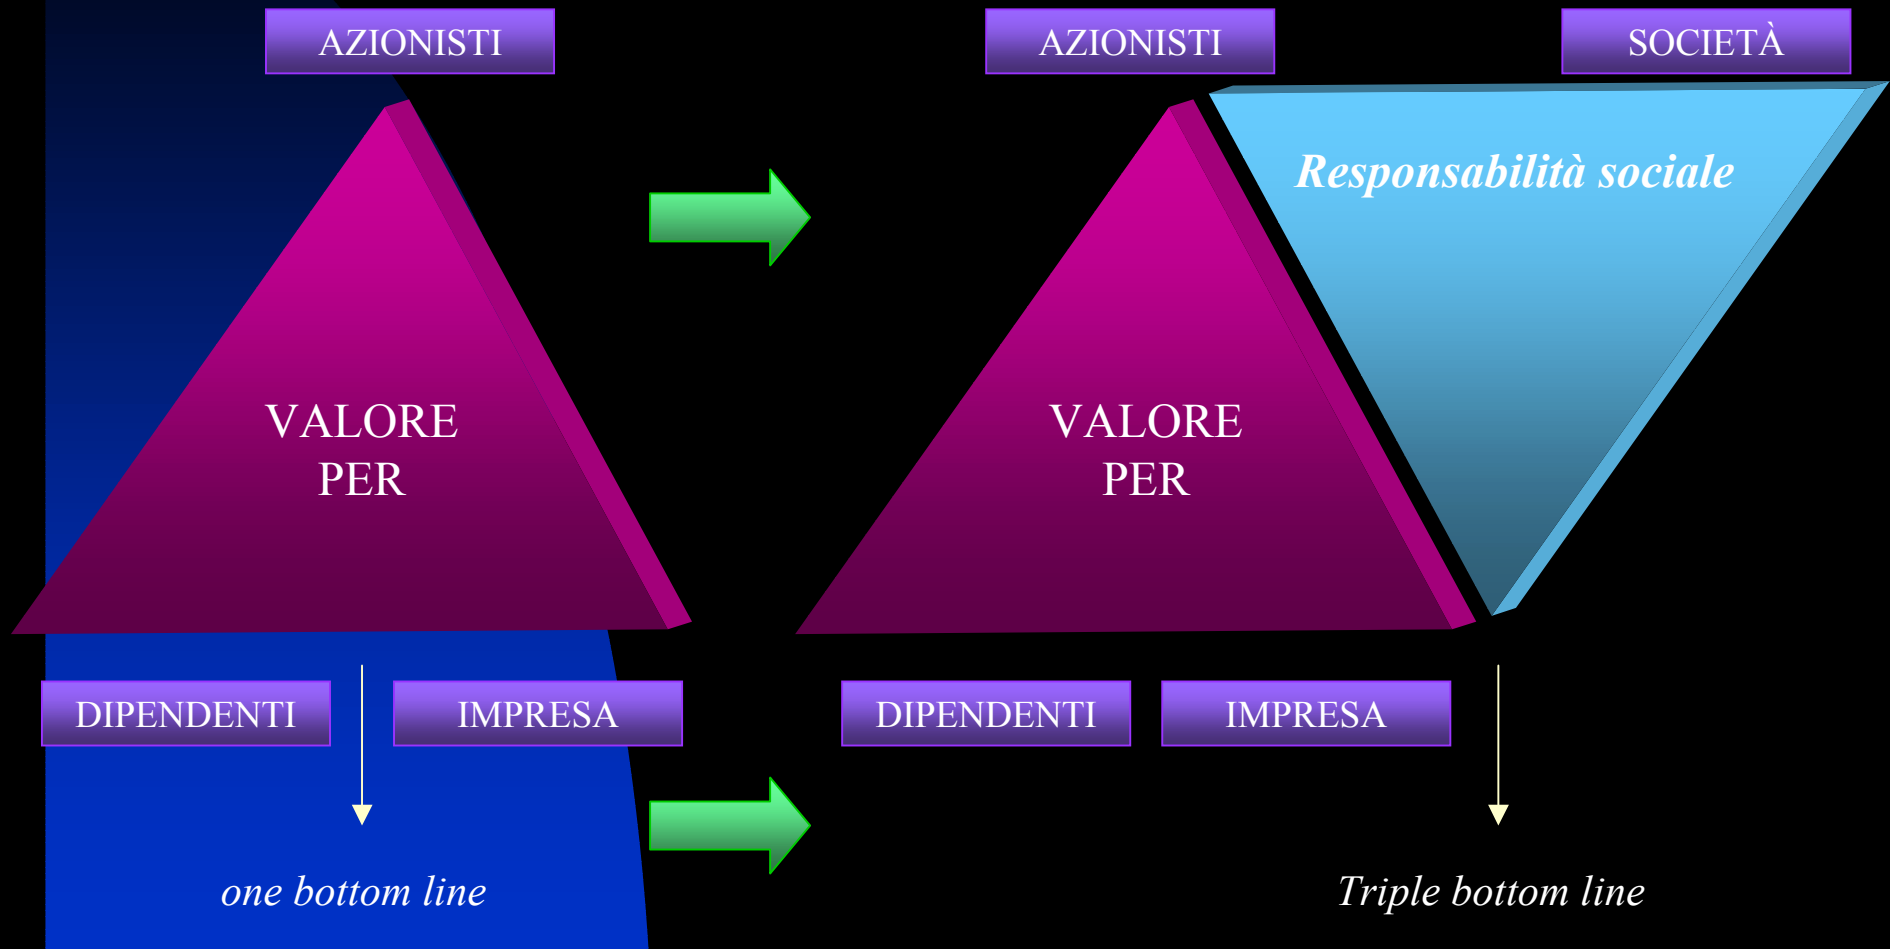 AZIONISTI
AZIONISTI
SOCIETÀ
Responsabilità sociale
VALORE
PER
VALORE
PER
DIPENDENTI
IMPRESA
DIPENDENTI
IMPRESA
one bottom line
Triple bottom line